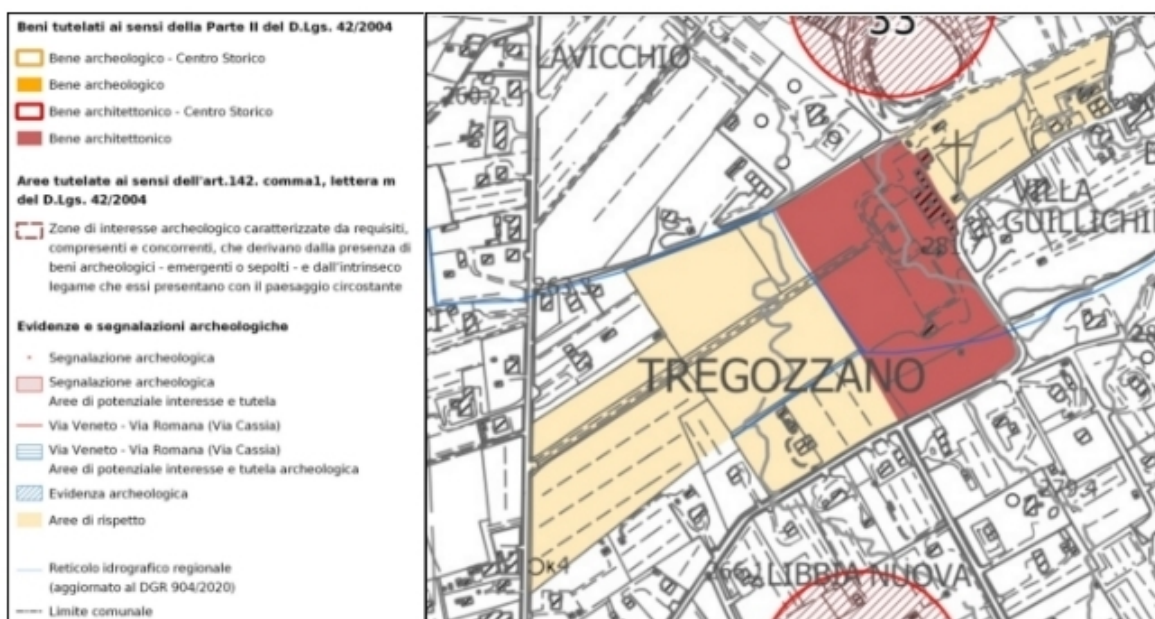 Beni tutelati ai sensi della Parte II del D.Lgs. 42/2004
Bene archeologico - Centro Storico
Bene archeologico
Bene architettonico - Centro Storico
Bene architettonico
Aree tutelate ai sensi dell'art.142. comma1, lettera m
del D.Lgs. 42/2004
Zone di interesse archeologico caratterizzate da requisiti,
compresenti e concorrenti, che derivano dalla presenza di
beni archeologici - emergenti o sepolti - e dall'intrinseco
legame che essi presentano con il paesaggio circostante
Evidenze e segnalazioni archeologiche
Segnalazione archeologica
Segnalazione archeologica
Aree di potenziale interesse e tutela
Via Veneto - Via Romana (Via Cassia)
Via Veneto - Via Romana (Via Cassia)
Aree di potenziale interesse e tutela archeologica
Evidenza archeologica
Aree di rispetto
Reticolo idrografico regionale
(aggiornato al DGR 904/2020)
Limite comunale
LAVICCHIO
260.2
VILLA
GUILLICHI
TREGOZZANO
LIBBIA NUOVA